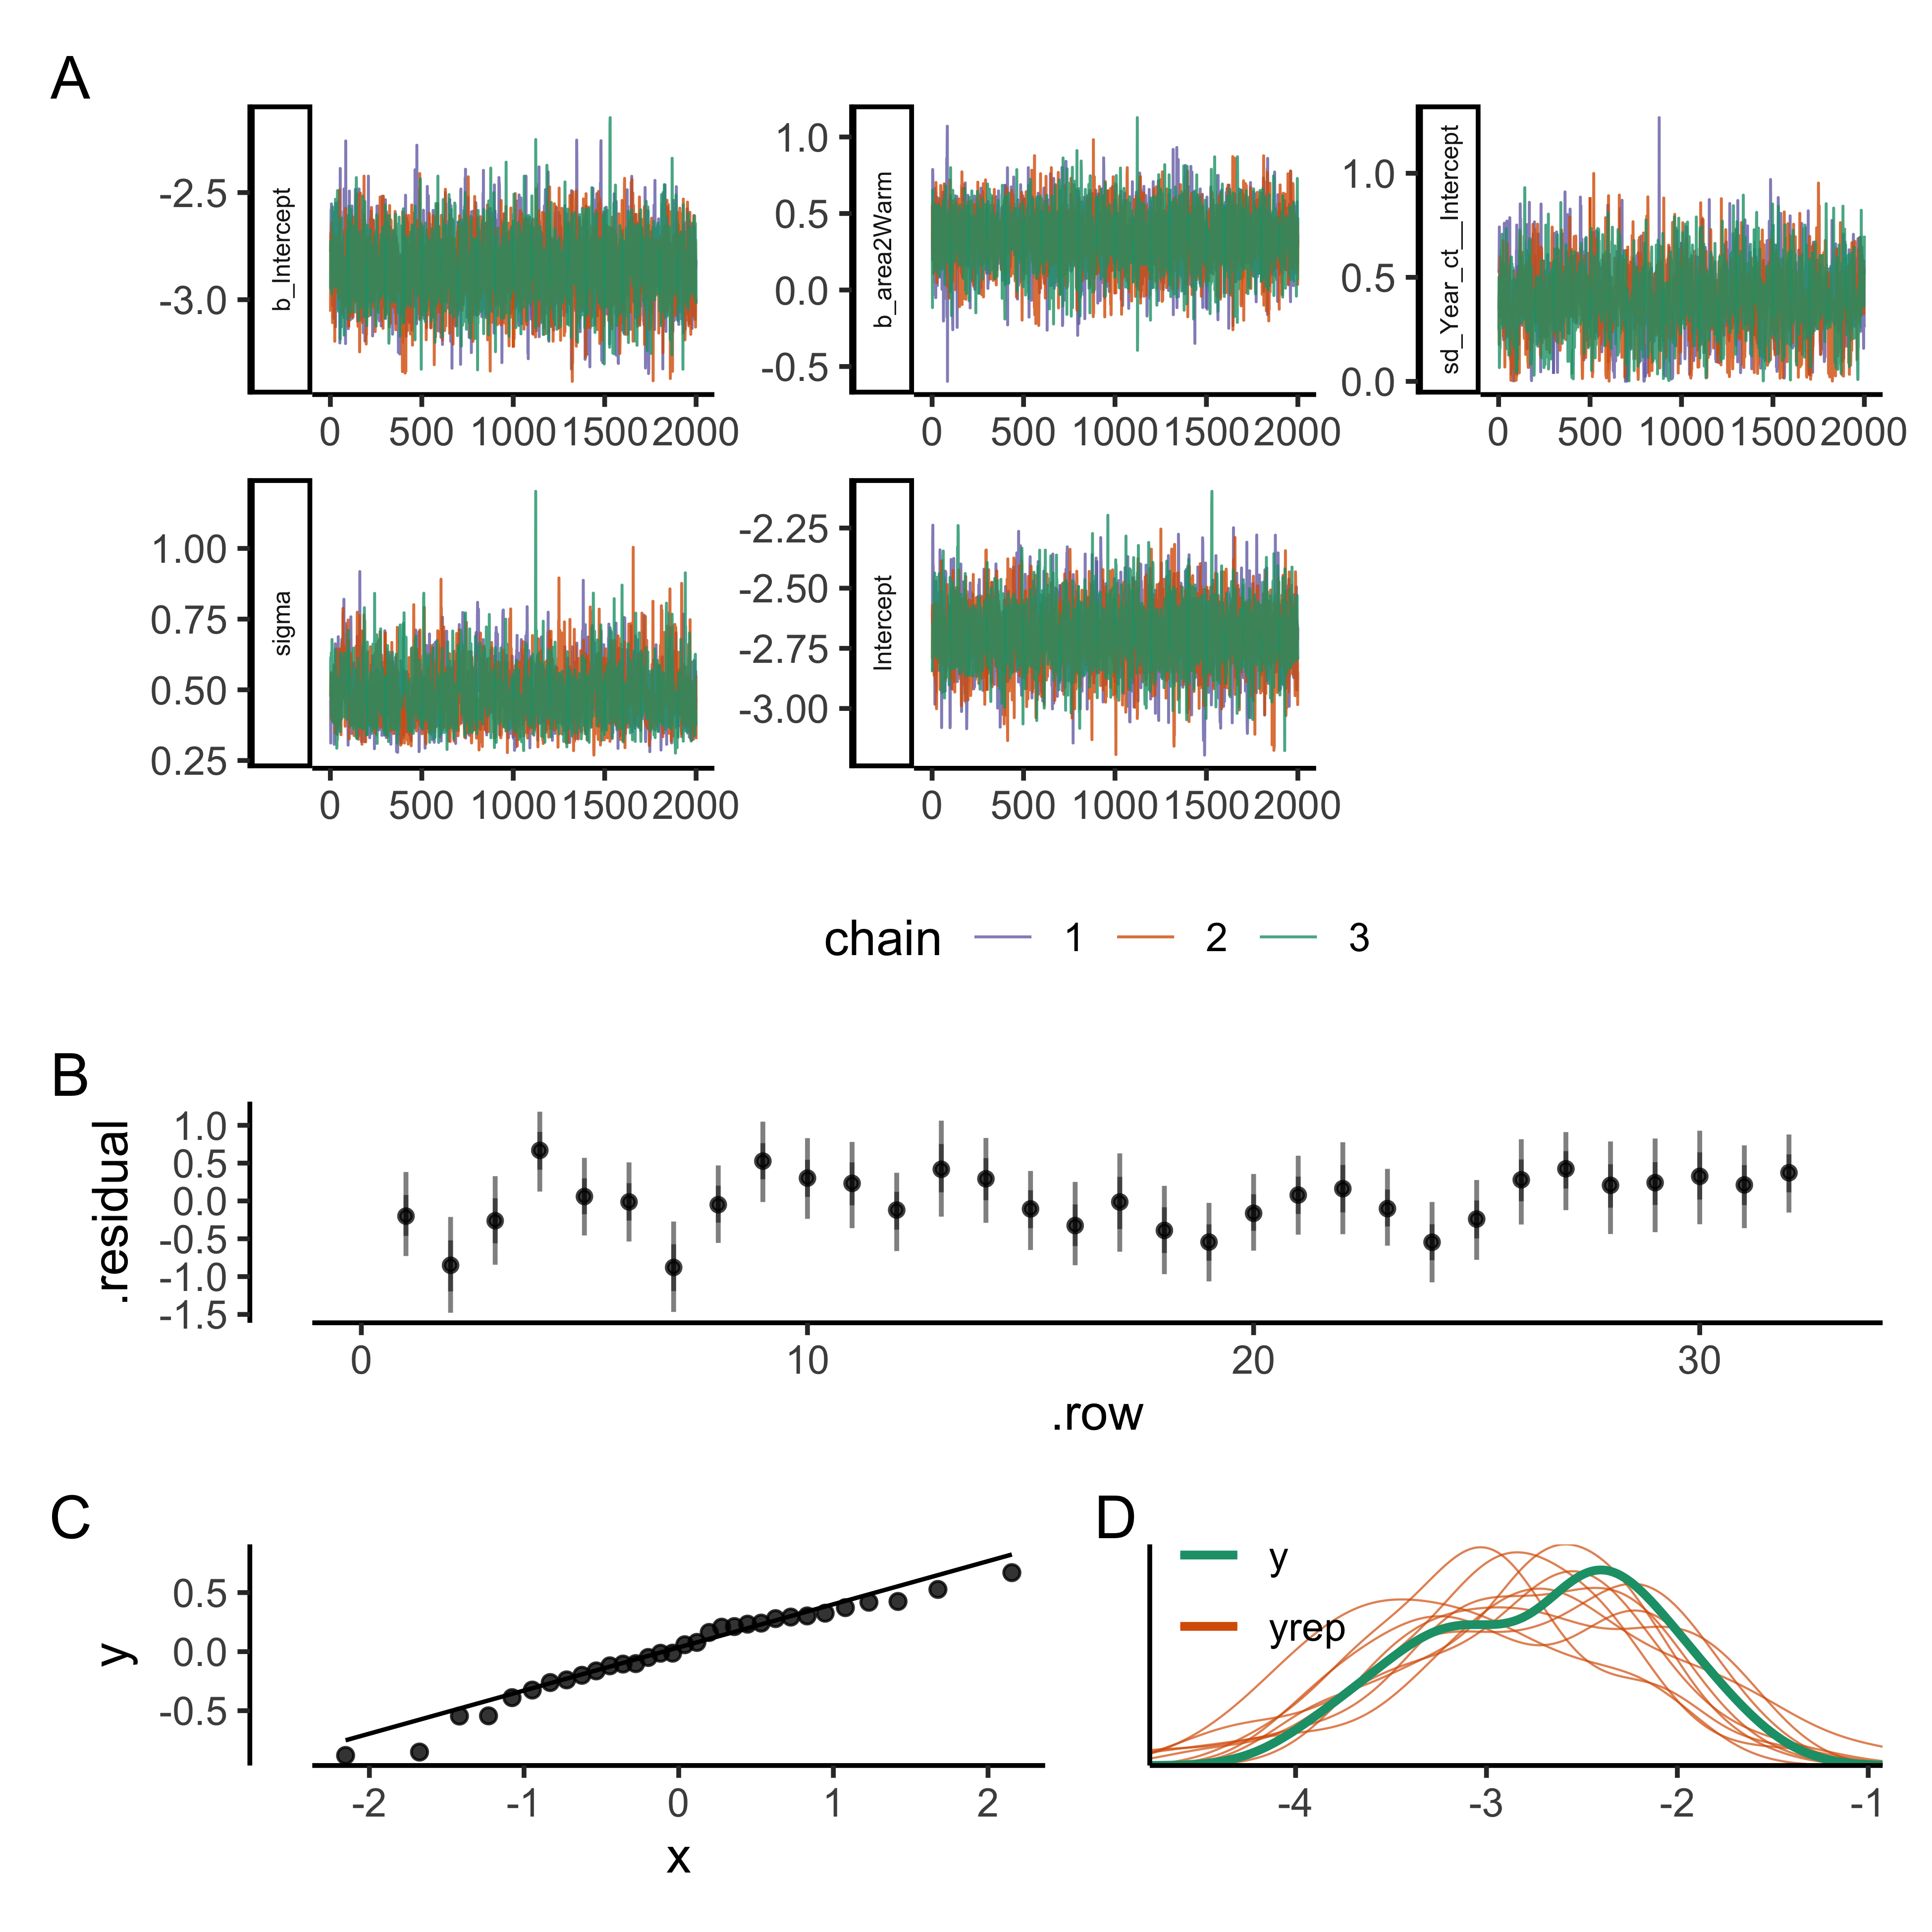 A
b_Intercept
-2.5
-3.0
0 500 1000 1500 2000
b_area2Warm
1.0
0.5
0.0
-0.5
0 500 1000 1500 2000
sd_Year_ct__Intercept
1.0
0.5
0.0
0 500 1000 1500 2000
sigma
1.00
0.75
0.50
0.25
0 500 1000 1500 2000
Intercept
-2.25
-2.50
-2.75
-3.00
0 500 1000 1500 2000
chain 1 2 3
B
.residual
1.0
0.5
0.0
-0.5
-1.0
-1.5
0 10 20 30
.row
C
y
0.5
0.0
-0.5
-2 -1 0 1 2
x
D
y
yrep
-4 -3 -2 -1